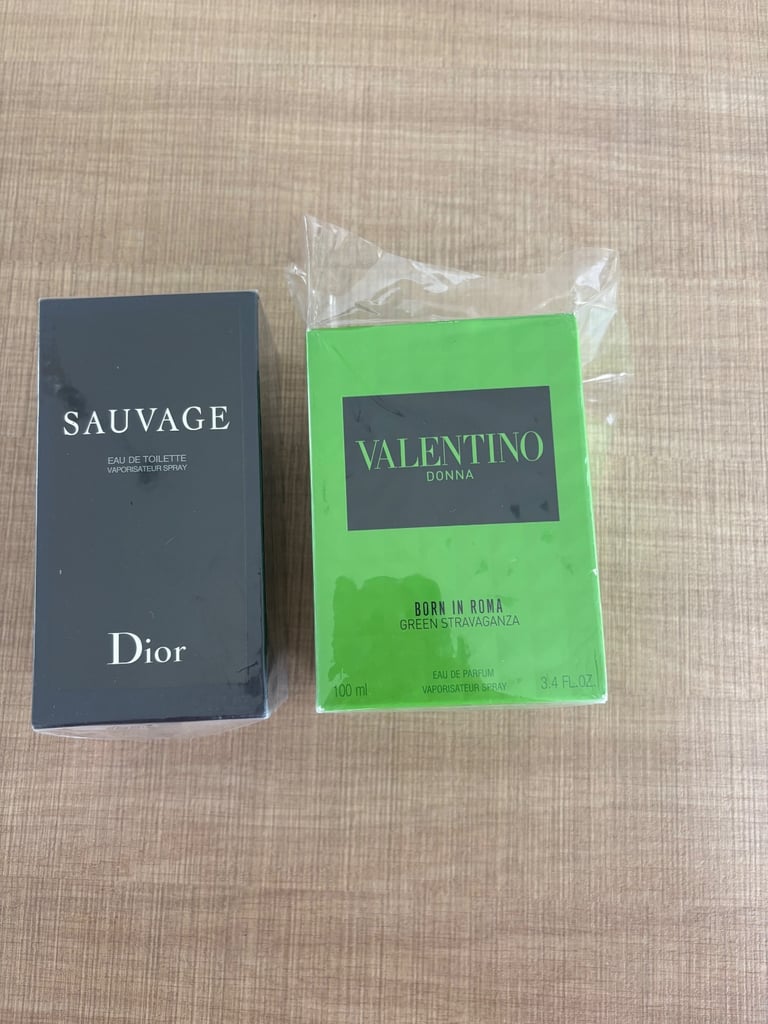 SAUVAGE
EAU DE TOILETTE
VAPORISATEUR SPRAY
Dior
VALENTINO
DONNA
BORN IN ROMA
GREEN STRAVAGANZA
EAU DE PARFUM
100 ml VAPORISATEUR SPRAY 3.4 FL.OZ.